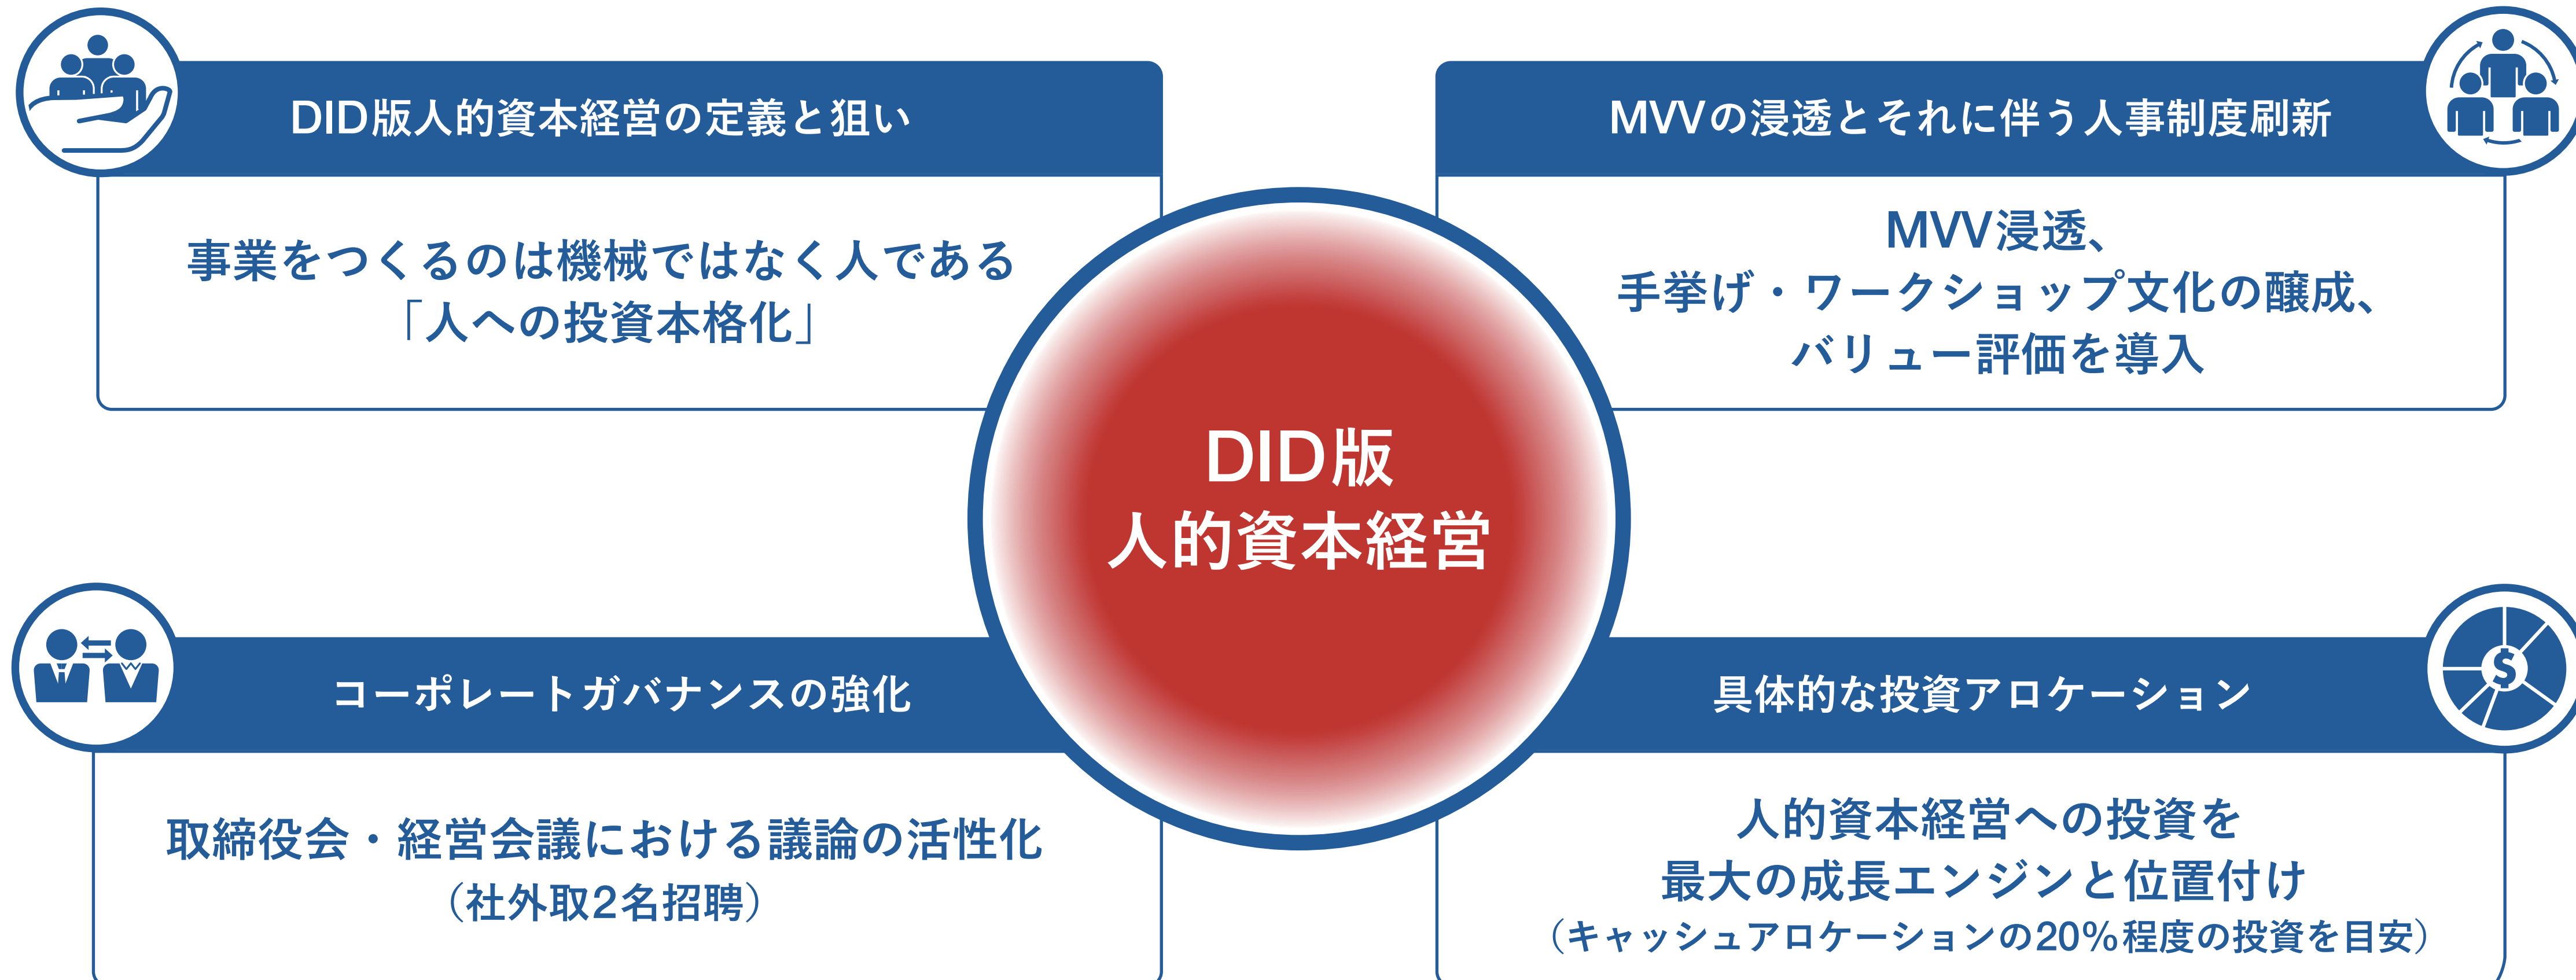 DID版人的資本経営の定義と狙い
事業をつくるのは機械ではなく人である
「人への投資本格化」
MVVの浸透とそれに伴う人事制度刷新
MVV浸透、
手挙げ・ワークショップ文化の醸成、
バリュー評価を導入
DID版
人的資本経営
コーポレートガバナンスの強化
取締役会・経営会議における議論の活性化
（社外取2名招聘）
具体的な投資アロケーション
人的資本経営への投資を
最大の成長エンジンと位置付け
（キャッシュアロケーションの20%程度の投資を目安）
$